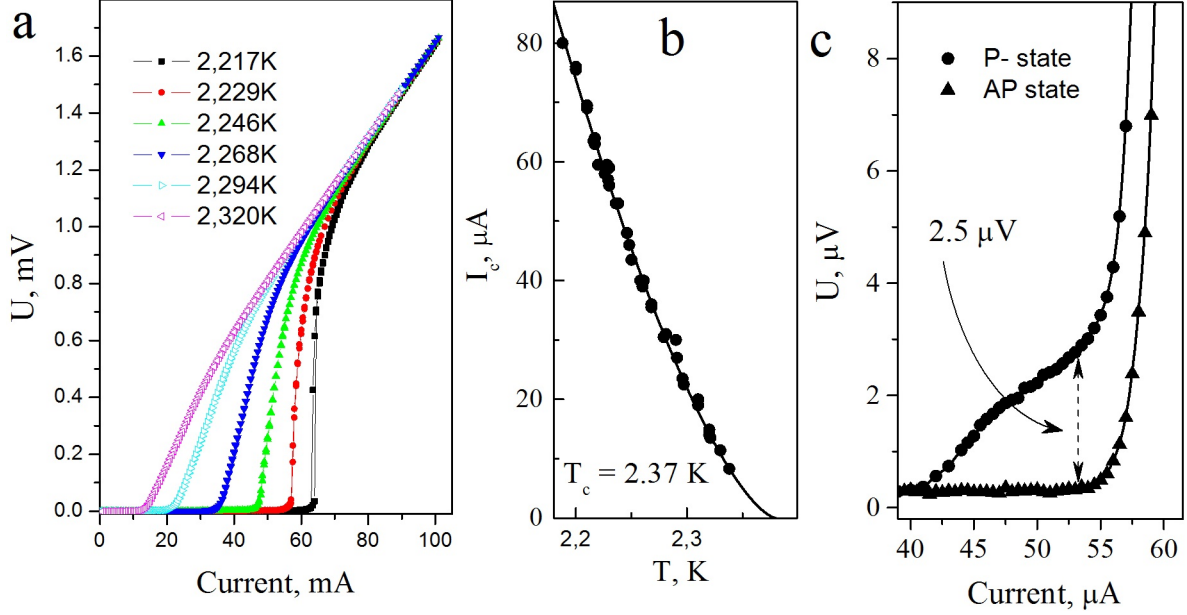 a
2,217K
2,229K
2,246K
2,268K
2,294K
2,320K
U, mV
1.6
1.4
1.2
1.0
0.8
0.6
0.4
0.2
0.0
0 20 40 60 80 100
Current, mA
b
I_c, μA
80
60
40
20
0
T_c = 2.37 K
2,2 2,3
T, K
c
P- state
AP state
2.5 μV
U, μV
8
6
4
2
0
40 45 50 55 60
Current, μA